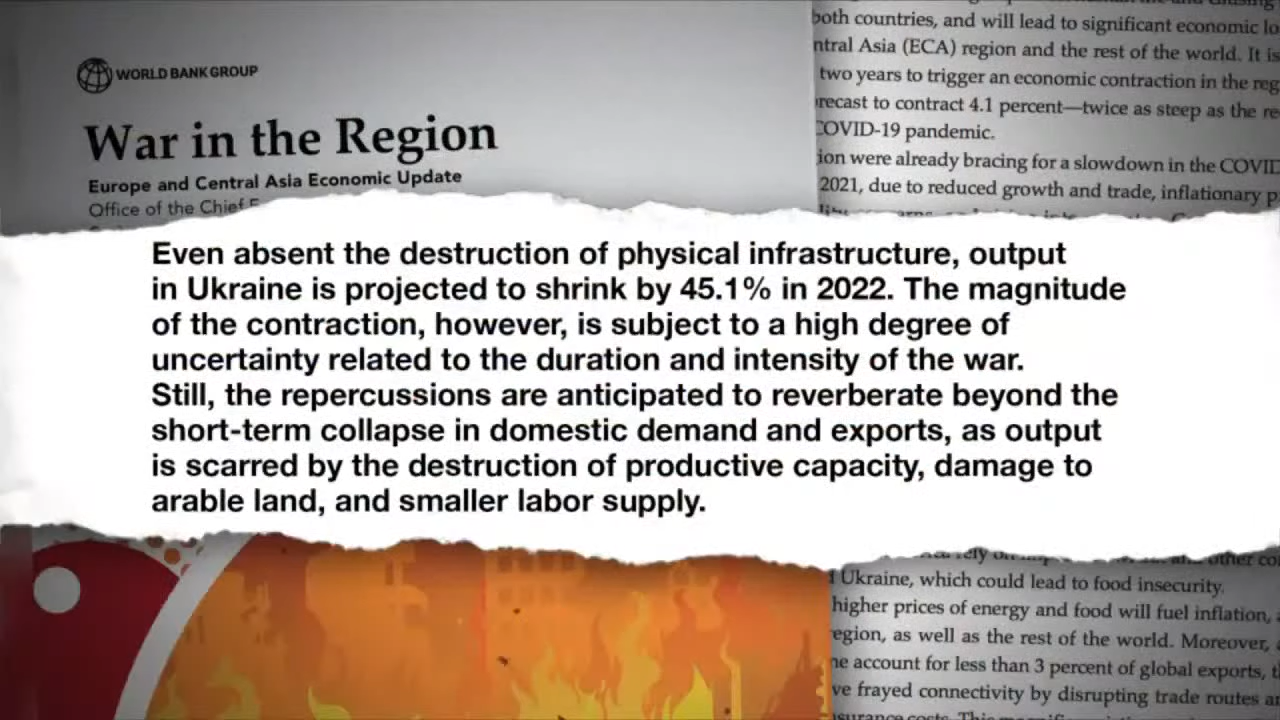 WORLD BANK GROUP
War in the Region
Europe and Central Asia Economic Update
Office of the Chief
Even absent the destruction of physical infrastructure, output
in Ukraine is projected to shrink by 45.1% in 2022. The magnitude
of the contraction, however, is subject to a high degree of
uncertainty related to the duration and intensity of the war.
Still, the repercussions are anticipated to reverberate beyond the
short-term collapse in domestic demand and exports, as output
is scarred by the destruction of productive capacity, damage to
arable land, and smaller labor supply.
both countries, and will lead to significant economic lo
ntral Asia (ECA) region and the rest of the world. It is
two years to trigger an economic contraction in the reg
recast to contract 4.1 percent—twice as steep as the re
COVID-19 pandemic.
ion were already bracing for a slowdown in the COVID
2021, due to reduced growth and trade, inflationary p
Ukraine, which could lead to food insecurity.
higher prices of energy and food will fuel inflation,
egion, as well as the rest of the world. Moreover,
ne account for less than 3 percent of global exports, t
ve frayed connectivity by disrupting trade routes a